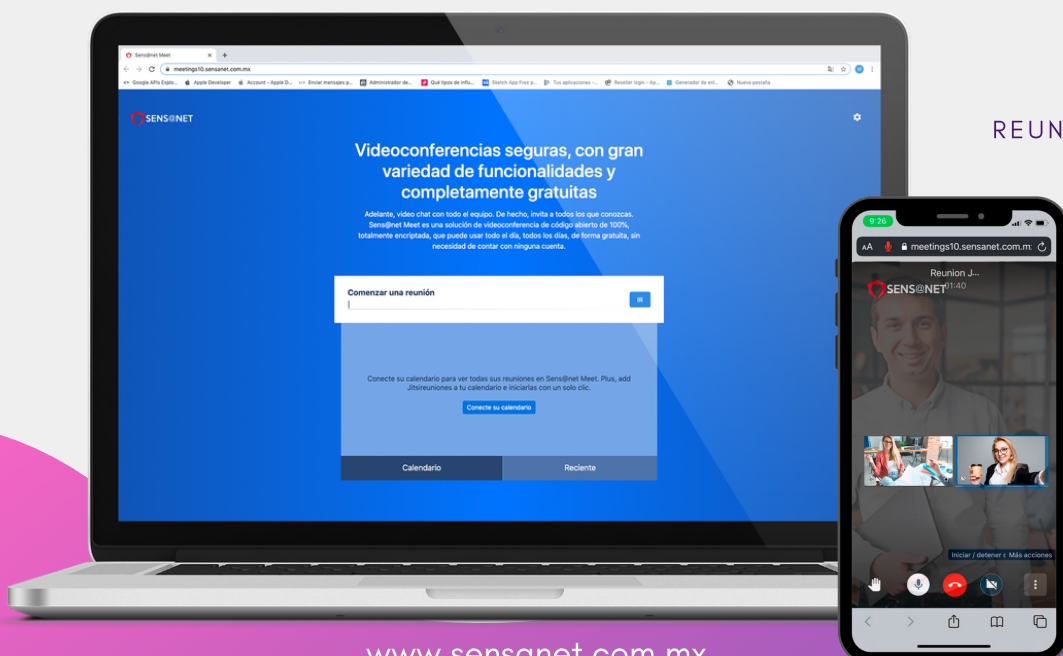 Sens@net Meet
meetings10.sensanet.com.mx
Google APIs Explo... Apple Developer Account - Apple D... Enviar mensajes p... Administrador de... Qué tipos de influ... Sketch App Free p... Tus aplicaciones -... Reseller login - Ap... Generador de enl... Nueva pestaña
SENS@NET
Videoconferencias seguras, con gran
variedad de funcionalidades y
completamente gratuitas
Adelante, video chat con todo el equipo. De hecho, invita a todos los que conozcas.
Sens@net Meet es una solución de videoconferencia de código abierto de 100%,
totalmente encriptada, que puede usar todo el día, todos los días, de forma gratuita, sin
necesidad de contar con ninguna cuenta.
Comenzar una reunión
IR
Conecte su calendario para ver todas sus reuniones en Sens@net Meet. Plus, add
Jitsireuniones a tu calendario e iniciarlas con un solo clic.
Conecte su calendario
Calendario Reciente
REUN
9:26
AA meetings10.sensanet.com.m
Reunion J...
SENS@NET
01:40
Iniciar / detener c Más acciones
www.sensanet.com.mx